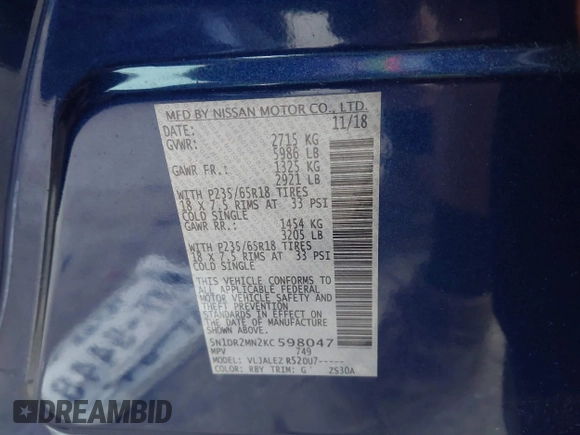 MFD BY NISSAN MOTOR CO., LTD.
DATE: 11/18
GVWR: 2715 KG
5986 LB
GAWR FR.: 1325 KG
2921 LB
WITH P235/65R18 TIRES
18 X 7.5 RIMS AT 33 PSI
COLD SINGLE
GAWR RR.: 1454 KG
3205 LB
WITH P235/65R18 TIRES
18 X 7.5 RIMS AT 33 PSI
COLD SINGLE
THIS VEHICLE CONFORMS TO
ALL APPLICABLE FEDERAL
MOTOR VEHICLE SAFETY AND
THEFT PREVENTION
STANDARDS IN EFFECT ON
THE DATE OF MANUFACTURE
SHOWN ABOVE.
5N1DR2MN2KC598047
MPV 749
MODEL: VLJALEZ R52DU7-----
COLOR: RBY TRIM: G ZS30A
DREAMBID